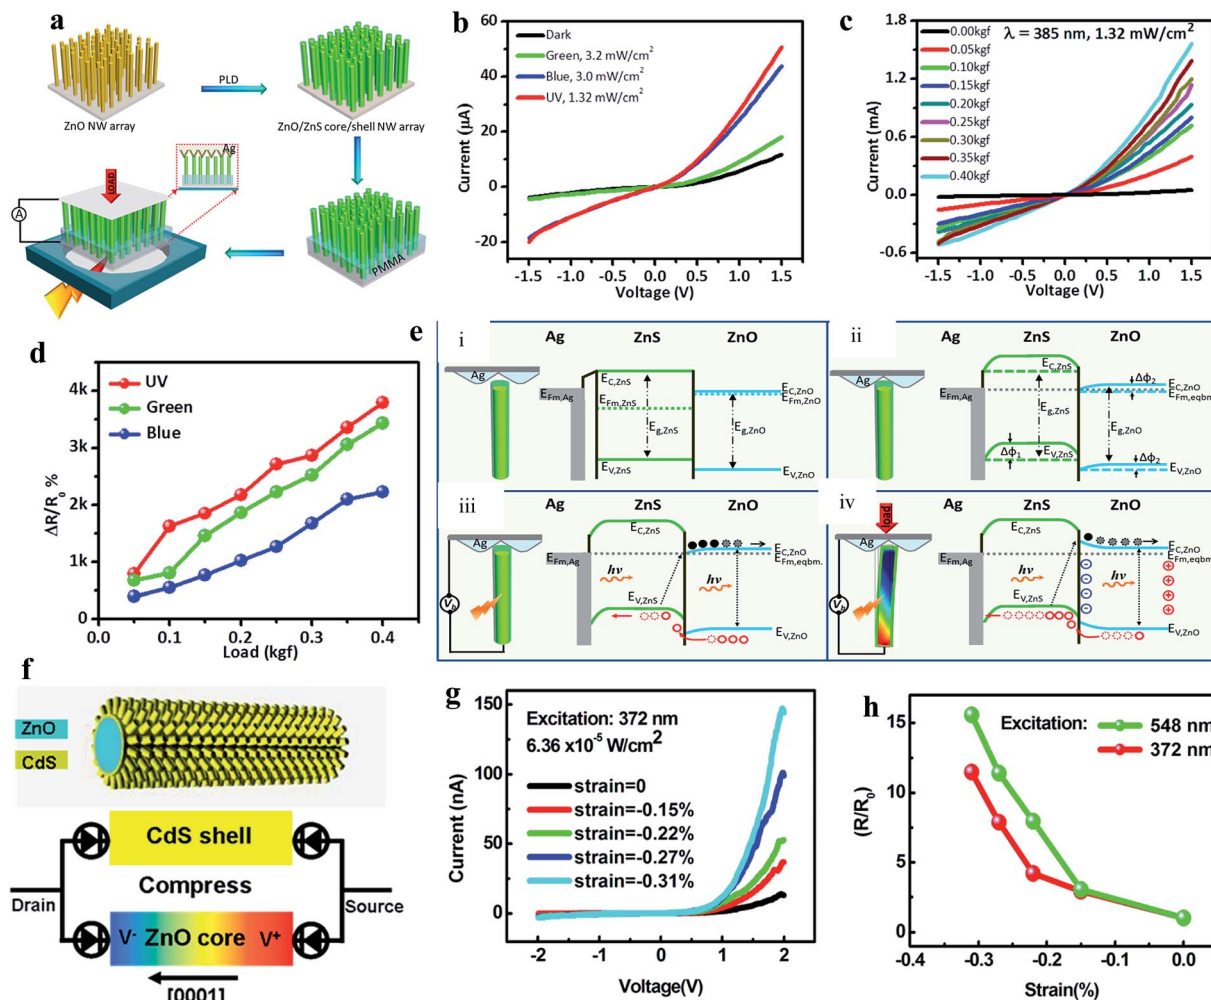 a
ZnO NW array
PLD
ZnO/ZnS core/shell NW array
Ag
LOAD
A
PMMA
b
Dark
Green, 3.2 mW/cm²
Blue, 3.0 mW/cm²
UV, 1.32 mW/cm²
Current (μA)
60
40
20
0
-20
-1.5 -1.0 -0.5 0.0 0.5 1.0 1.5
Voltage (V)
c
λ = 385 nm, 1.32 mW/cm²
0.00kgf
0.05kgf
0.10kgf
0.15kgf
0.20kgf
0.25kgf
0.30kgf
0.35kgf
0.40kgf
Current (mA)
1.8
1.2
0.6
0.0
-0.6
-1.5 -1.0 -0.5 0.0 0.5 1.0 1.5
Voltage (V)
d
UV
Green
Blue
ΔR/R₀ %
4k
3k
2k
1k
0
0.0 0.1 0.2 0.3 0.4
Load (kgf)
e
i
Ag ZnS ZnO
Ag
E_Fm,Ag
E_C,ZnS
E_Fm,ZnS
E_g,ZnS
E_V,ZnS
E_C,ZnO
E_Fm,ZnO
E_g,ZnO
E_V,ZnO
ii
Ag ZnS ZnO
Ag
E_Fm,Ag
E_C,ZnS
E_g,ZnS
Δϕ₁
E_V,ZnS
Δϕ₂
E_C,ZnO
E_Fm,eqbm.
E_g,ZnO
Δϕ₂
E_V,ZnO
iii
Ag ZnS ZnO
Ag
V_b
E_Fm,Ag
E_C,ZnS
hν
E_V,ZnS
E_C,ZnO
E_Fm,eqbm.
hν
E_V,ZnO
iv
load
Ag ZnS ZnO
Ag
V_b
E_Fm,Ag
E_C,ZnS
hν
E_V,ZnS
E_C,ZnO
E_Fm,eqbm.
hν
E_V,ZnO
f
ZnO
CdS
CdS shell
Compress
Drain
Source
V- ZnO core V+
[0001]
g
Excitation: 372 nm
6.36 x10⁻⁵ W/cm²
strain=0
strain=-0.15%
strain=-0.22%
strain=-0.27%
strain=-0.31%
Current (nA)
150
100
50
0
-2 -1 0 1 2
Voltage(V)
h
Excitation:
548 nm
372 nm
(R/R₀)
15
10
5
0
-0.4 -0.3 -0.2 -0.1 0.0
Strain(%)